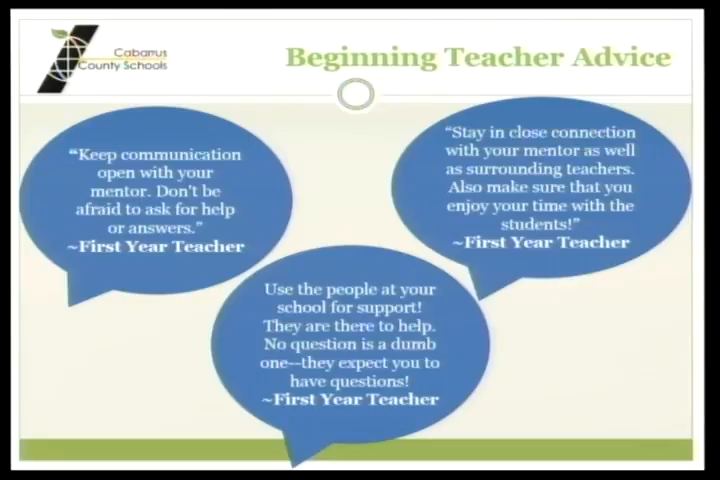 Cabarrus
County Schools
Beginning Teacher Advice
“Keep communication
open with your
mentor. Don't be
afraid to ask for help
or answers.”
~First Year Teacher
“Stay in close connection
with your mentor as well
as surrounding teachers.
Also make sure that you
enjoy your time with the
students!”
~First Year Teacher
Use the people at your
school for support!
They are there to help.
No question is a dumb
one--they expect you to
have questions!
~First Year Teacher